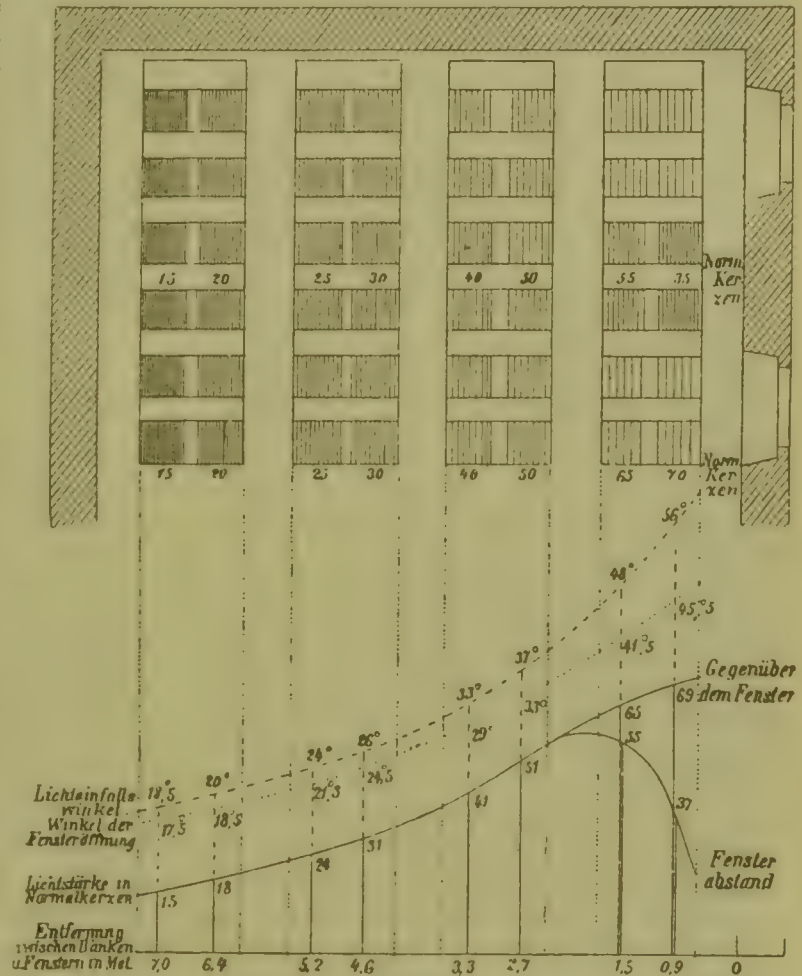 15 20 25 30 40 50 55 35 Norm.
Ker
zen
15 20 25 30 40 50 65 70 Norm
Ker
zen
56°
48°
45,°5
41,°5
37°
33°
33°
29°
26°
24°
24,5
21,°3
20°
18,°5
18,5
17,5
Gegenüber
dem Fenster
69
65
55
51
41
37
31
24
18
15
Lichteinfalls
winkel
Winkel der
Fensteröffnung
Fenster
abstand
Lichtstärke in
Normalkerzen
Entfernung
zwischen Bänken
u. Fenstern in Met.
7,0 6,4 5,2 4,6 3,3 2,7 1,5 0,9 0